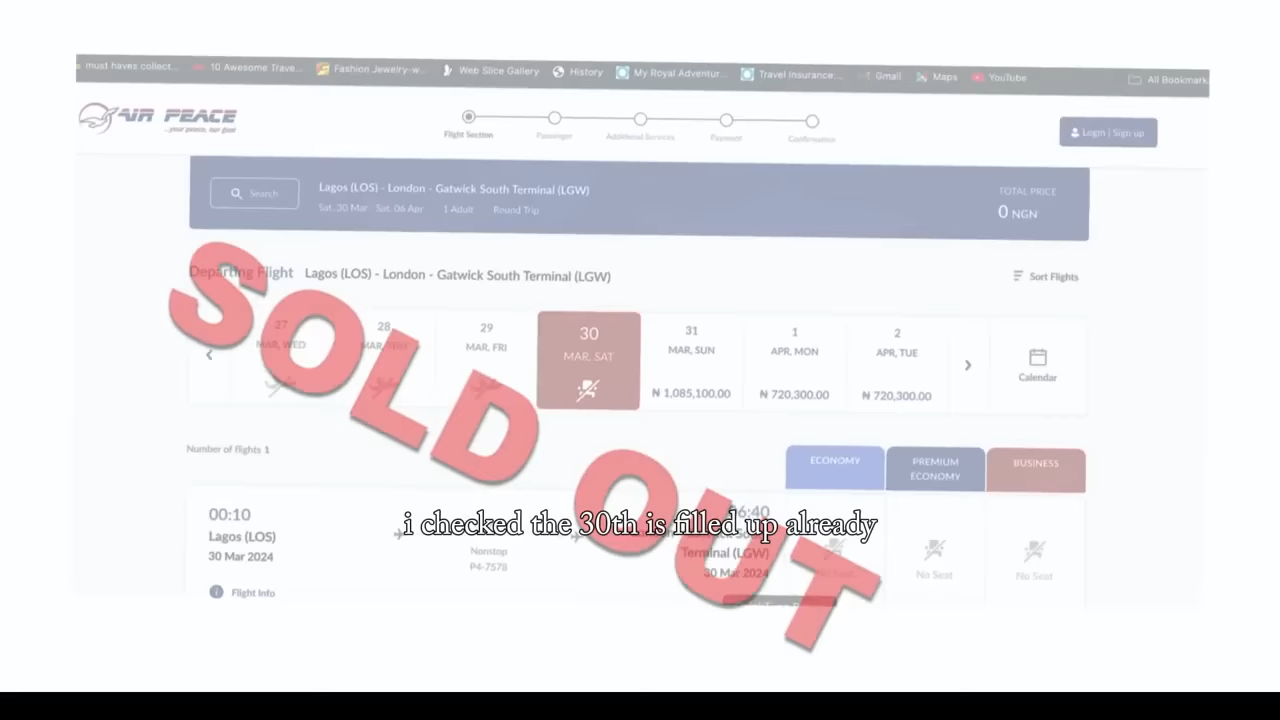 must haves collect... 10 Awesome Trave... Fashion Jewelry-w... Web Slice Gallery History My Royal Adventur... Travel Insurance... Gmail Maps YouTube All Bookmark
AIR PEACE
...your peace, our goal
Flight Section Passenger Additional Services Payment Confirmation
Login | Sign up
Search
Lagos (LOS) - London - Gatwick South Terminal (LGW)
Sat. 30 Mar - Sat. 06 Apr 1 Adult Round Trip
TOTAL PRICE
0 NGN
Departing Flight Lagos (LOS) - London - Gatwick South Terminal (LGW)
Sort Flights
27
MAR, WED
28
29
MAR, FRI
30
MAR, SAT
31
MAR, SUN
₦ 1,085,100.00
1
APR, MON
₦ 720,300.00
2
APR, TUE
₦ 720,300.00
Calendar
SOLD OUT
Number of flights 1
ECONOMY
PREMIUM
ECONOMY
BUSINESS
00:10
Lagos (LOS)
30 Mar 2024
Nonstop
P4-7578
6:40
Terminal (LGW)
30 Mar 2024
No Seat
No Seat
Flight Info
i checked the 30th is filled up already